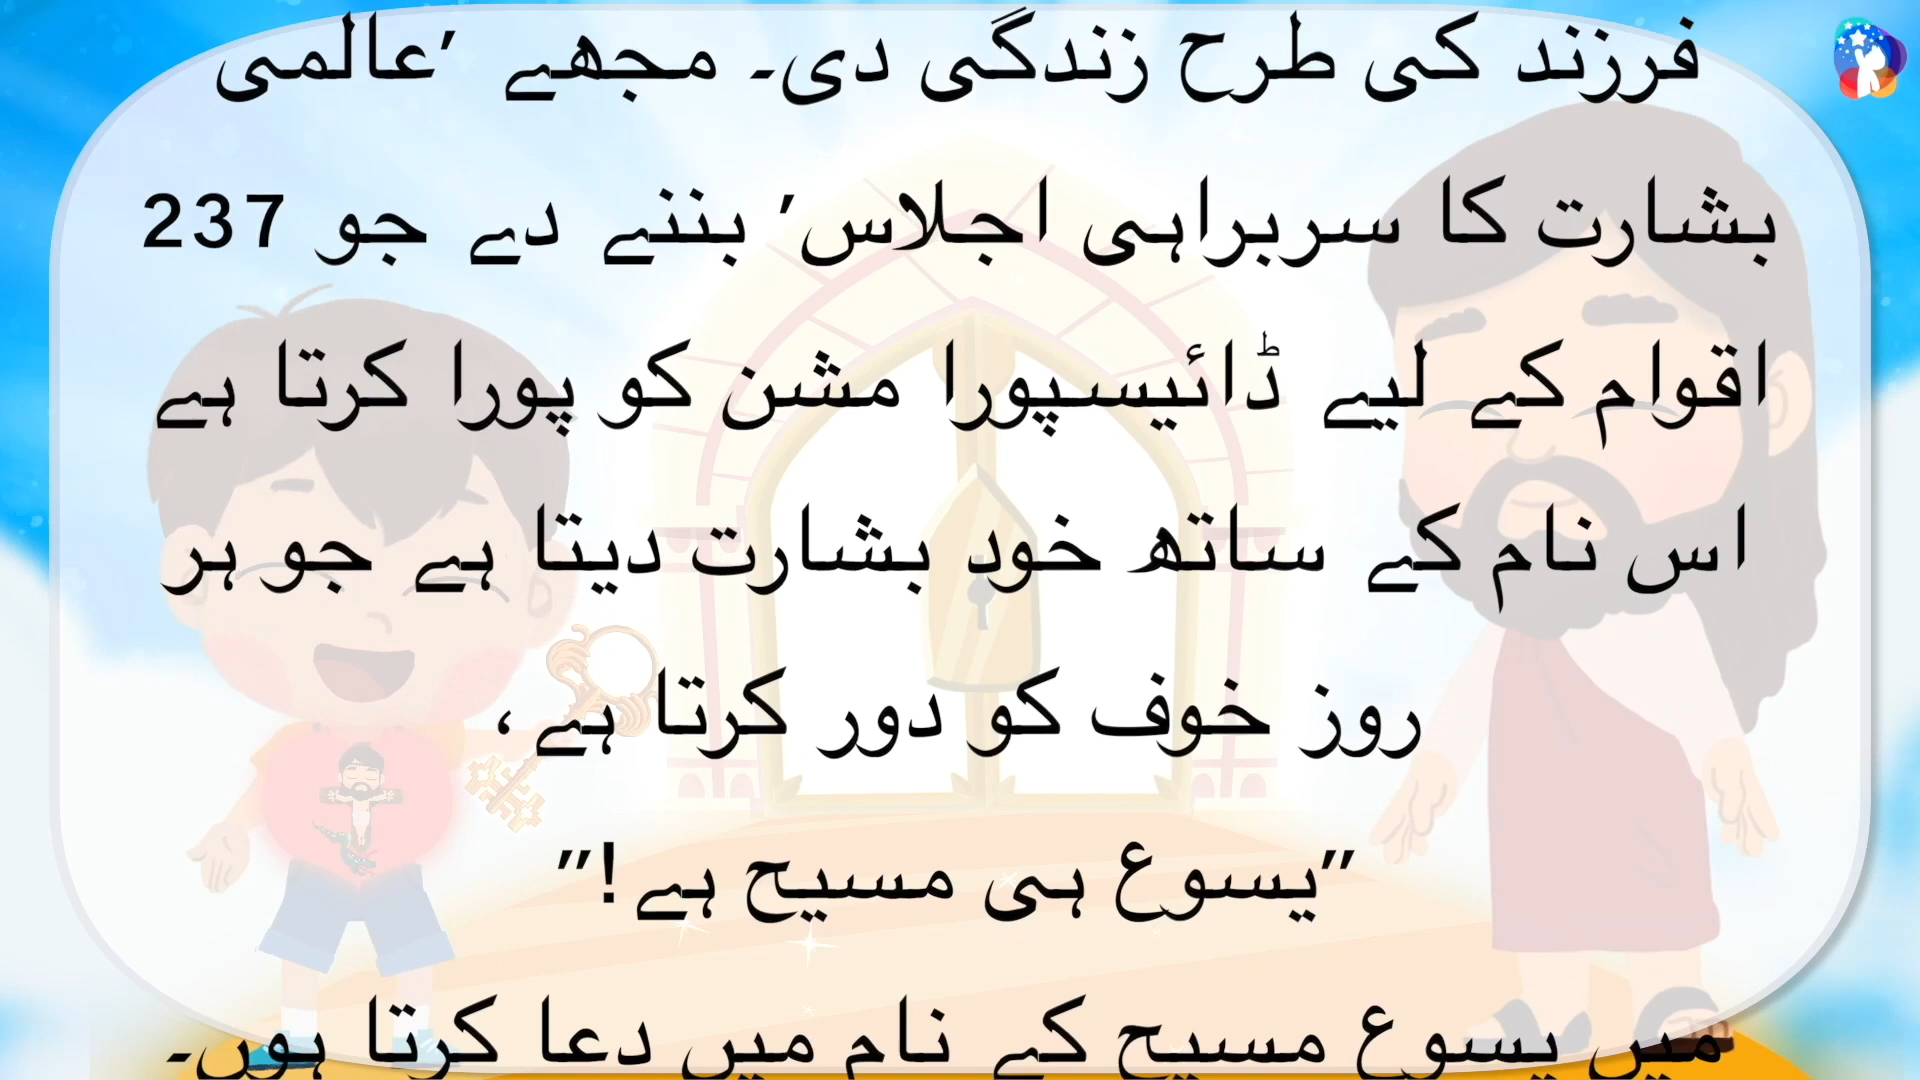 فرزند کی طرح زندگی دی۔ مجھے ’عالمی
بشارت کا سربراہی اجلاس’ بننے دے جو 237
اقوام کے لیے ڈائیسپورا مشن کو پورا کرتا ہے
اس نام کے ساتھ خود بشارت دیتا ہے جو ہر
روز خوف کو دور کرتا ہے،
”یسوع ہی مسیح ہے!”
میں یسوع مسیح کے نام میں دعا کرتا ہوں۔